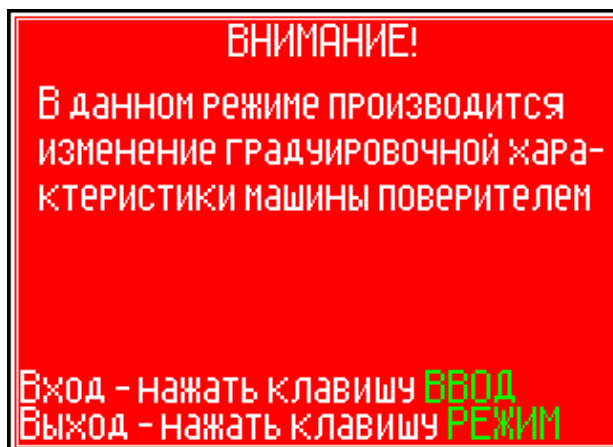 ВНИМАНИЕ!
В данном режиме производится
изменение градуировочной хара-
ктеристики машины поверителем
Вход - нажать клавишу ВВОД
Выход - нажать клавишу РЕЖИМ